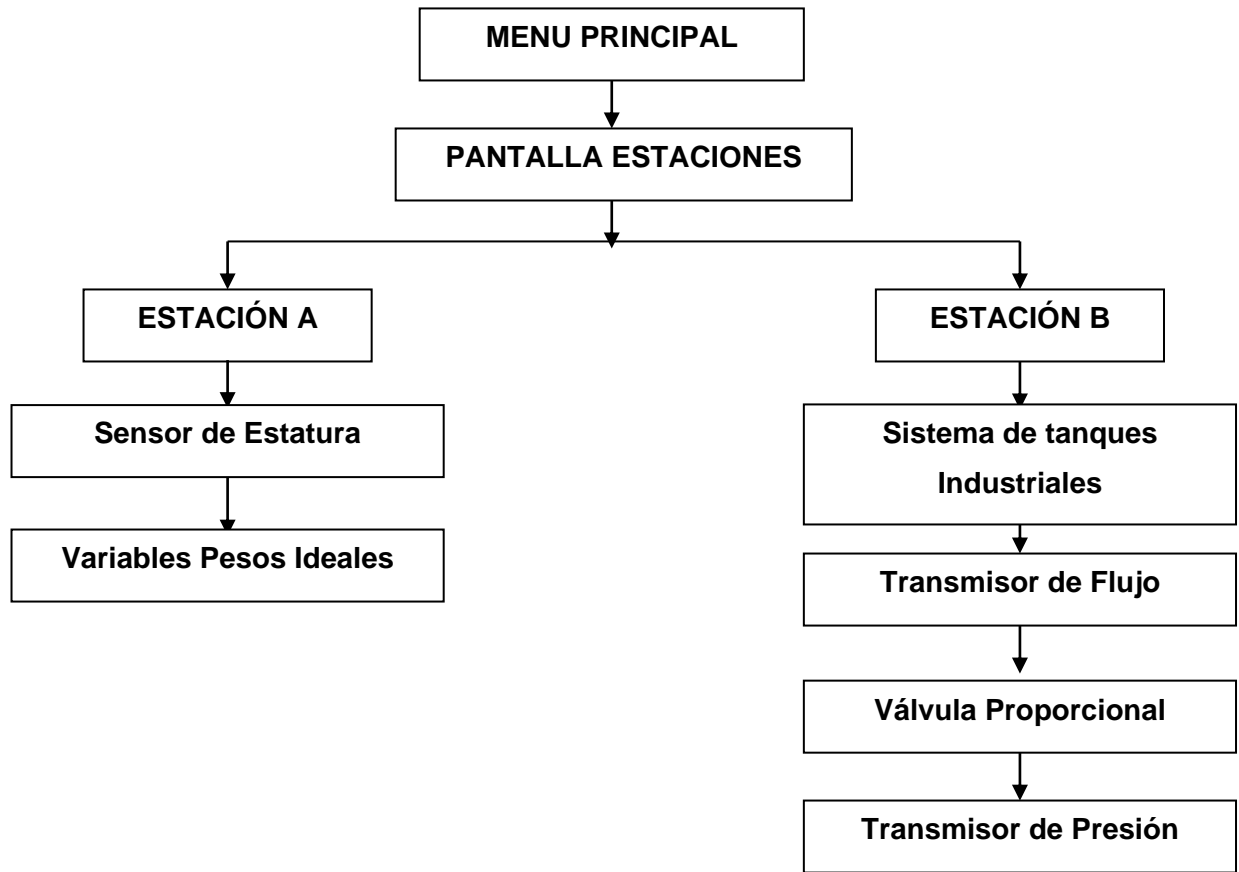 MENU PRINCIPAL
PANTALLA ESTACIONES
ESTACIÓN A
ESTACIÓN B
Sensor de Estatura
Sistema de tanques
Industriales
Variables Pesos Ideales
Transmisor de Flujo
Válvula Proporcional
Transmisor de Presión